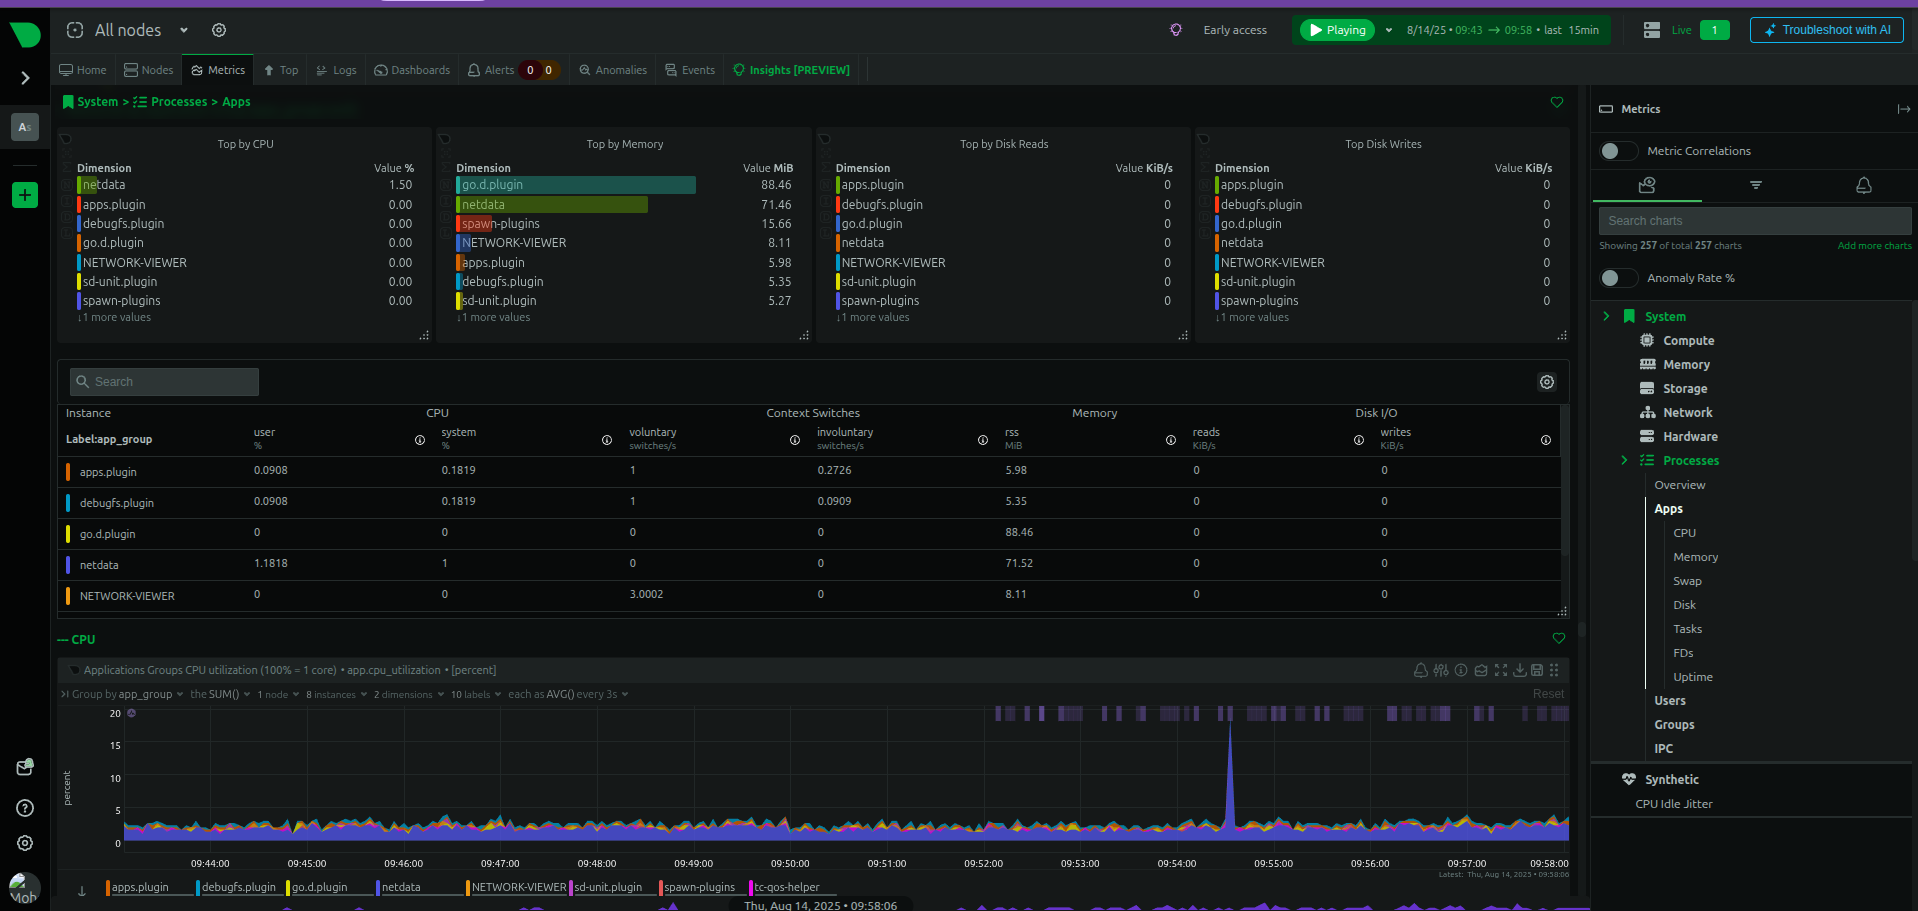 All nodes
Early access
Playing
8/14/25 • 09:43 → 09:58 • last 15min
Live
1
Troubleshoot with AI
Home
Nodes
Metrics
Top
Logs
Dashboards
Alerts 0 0
Anomalies
Events
Insights [PREVIEW]
As
System > Processes > Apps
Top by CPU
Dimension Value %
netdata 1.50
apps.plugin 0.00
debugfs.plugin 0.00
go.d.plugin 0.00
NETWORK-VIEWER 0.00
sd-unit.plugin 0.00
spawn-plugins 0.00
↓1 more values
Top by Memory
Dimension Value MiB
go.d.plugin 88.46
netdata 71.46
spawn-plugins 15.66
NETWORK-VIEWER 8.11
apps.plugin 5.98
debugfs.plugin 5.35
sd-unit.plugin 5.27
↓1 more values
Top by Disk Reads
Dimension Value KiB/s
apps.plugin 0
debugfs.plugin 0
go.d.plugin 0
netdata 0
NETWORK-VIEWER 0
sd-unit.plugin 0
spawn-plugins 0
↓1 more values
Top Disk Writes
Dimension Value KiB/s
apps.plugin 0
debugfs.plugin 0
go.d.plugin 0
netdata 0
NETWORK-VIEWER 0
sd-unit.plugin 0
spawn-plugins 0
↓1 more values
Search
Instance CPU Context Switches Memory Disk I/O
Label:app_group user system voluntary involuntary rss reads writes
% % switches/s switches/s MiB KiB/s KiB/s
apps.plugin 0.0908 0.1819 1 0.2726 5.98 0 0
debugfs.plugin 0.0908 0.1819 1 0.0909 5.35 0 0
go.d.plugin 0 0 0 0 88.46 0 0
netdata 1.1818 1 0 0 71.52 0 0
NETWORK-VIEWER 0 0 3.0002 0 8.11 0 0
--- CPU
Applications Groups CPU utilization (100% = 1 core) • app.cpu_utilization • [percent]
Group by app_group the SUM() 1 node 8 instances 2 dimensions 10 labels each as AVG() every 3s
Reset
percent
20
15
10
5
0
09:44:00 09:45:00 09:46:00 09:47:00 09:48:00 09:49:00 09:50:00 09:51:00 09:52:00 09:53:00 09:54:00 09:55:00 09:56:00 09:57:00 09:58:00
Latest: Thu, Aug 14, 2025 • 09:58:06
apps.plugin debugfs.plugin go.d.plugin netdata NETWORK-VIEWER sd-unit.plugin spawn-plugins tc-qos-helper
Thu, Aug 14, 2025 • 09:58:06
Moh
Metrics
Metric Correlations
Search charts
Showing 257 of total 257 charts
Add more charts
Anomaly Rate %
System
Compute
Memory
Storage
Network
Hardware
Processes
Overview
Apps
CPU
Memory
Swap
Disk
Tasks
FDs
Uptime
Users
Groups
IPC
Synthetic
CPU Idle Jitter